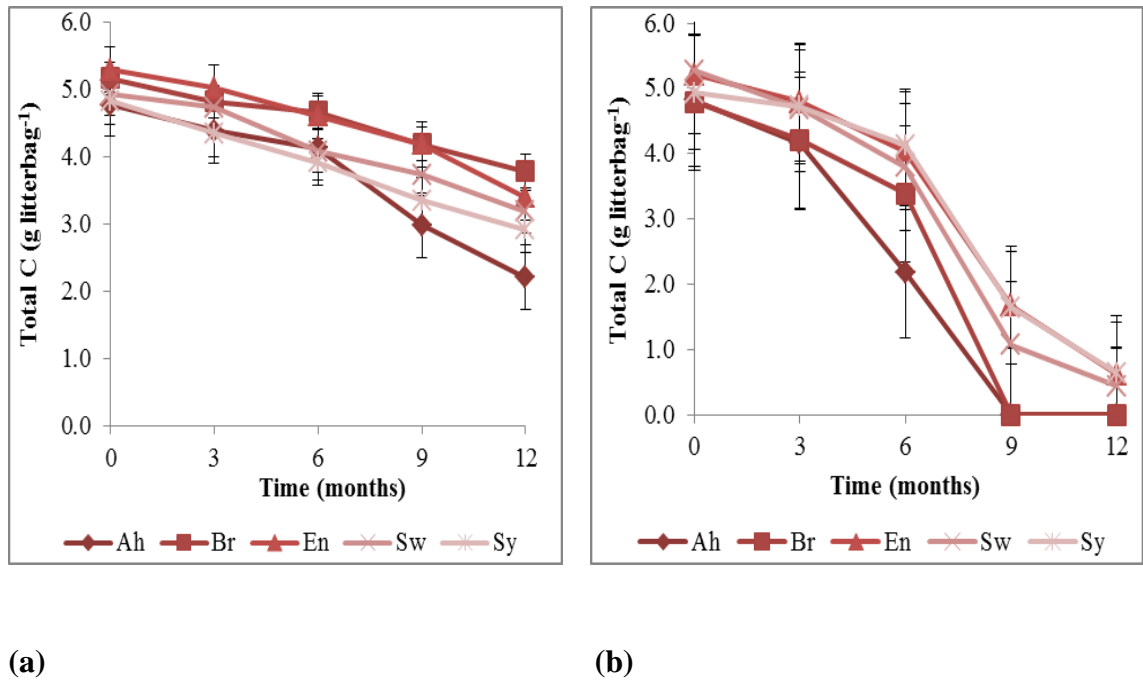 6.0
5.0
4.0
3.0
2.0
1.0
0.0
Total C (g litterbag⁻¹)
0 3 6 9 12
Time (months)
Ah Br En Sw Sy
(a)
6.0
5.0
4.0
3.0
2.0
1.0
0.0
Total C (g litterbag⁻¹)
0 3 6 9 12
Time (months)
Ah Br En Sw Sy
(b)